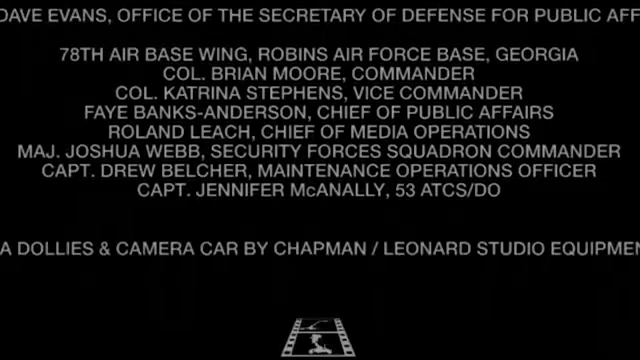 DAVE EVANS, OFFICE OF THE SECRETARY OF DEFENSE FOR PUBLIC AFF
78TH AIR BASE WING, ROBINS AIR FORCE BASE, GEORGIA
COL. BRIAN MOORE, COMMANDER
COL. KATRINA STEPHENS, VICE COMMANDER
FAYE BANKS-ANDERSON, CHIEF OF PUBLIC AFFAIRS
ROLAND LEACH, CHIEF OF MEDIA OPERATIONS
MAJ. JOSHUA WEBB, SECURITY FORCES SQUADRON COMMANDER
CAPT. DREW BELCHER, MAINTENANCE OPERATIONS OFFICER
CAPT. JENNIFER McANALLY, 53 ATCS/DO
A DOLLIES & CAMERA CAR BY CHAPMAN / LEONARD STUDIO EQUIPMEN